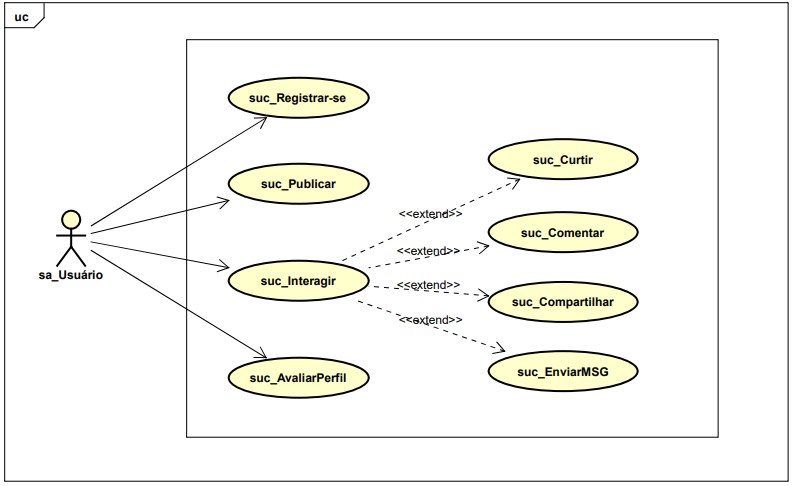 uc
suc_Registrar-se
suc_Curtir
suc_Publicar
<<extend>>
suc_Comentar
<<extend>>
sa_Usuário
suc_Interagir
<<extend>>
suc_Compartilhar
<<extend>>
suc_AvaliarPerfil
suc_EnviarMSG